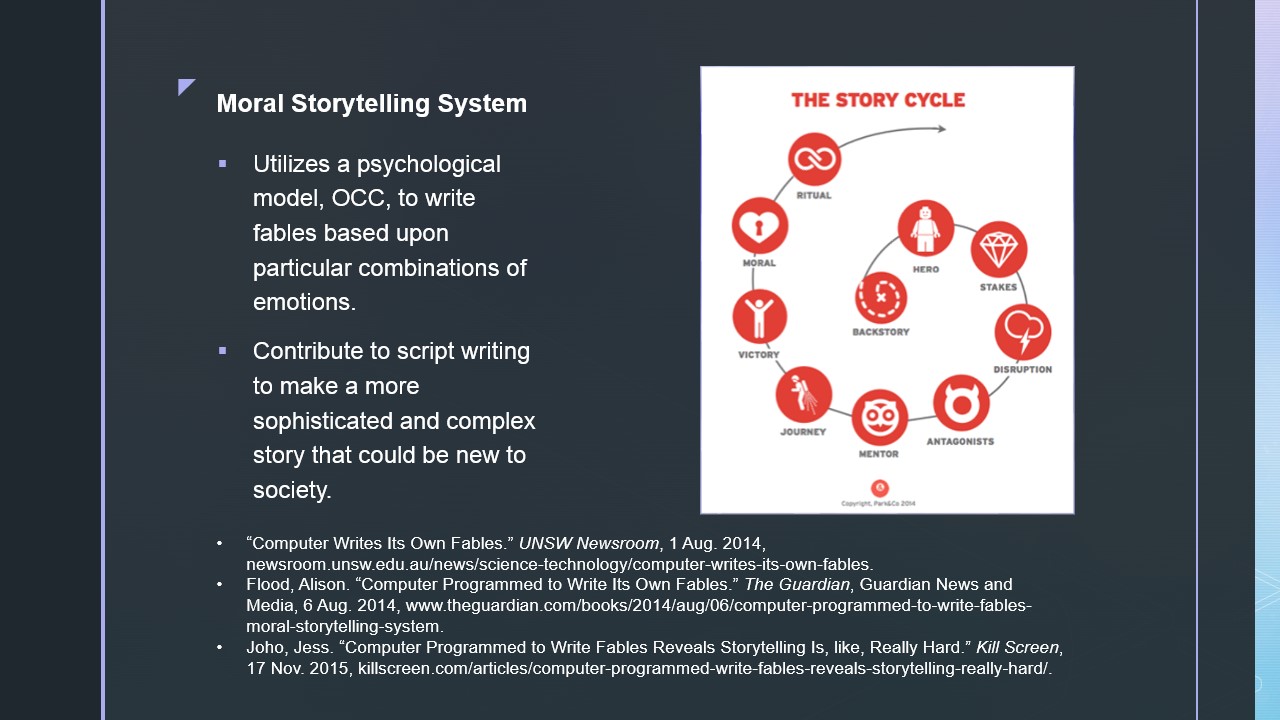 Moral Storytelling System
▪ Utilizes a psychological
model, OCC, to write
fables based upon
particular combinations of
emotions.
▪ Contribute to script writing
to make a more
sophisticated and complex
story that could be new to
society.
THE STORY CYCLE
RITUAL
MORAL
HERO
STAKES
BACKSTORY
VICTORY
DISRUPTION
JOURNEY
MENTOR
ANTAGONISTS
Copyright, Park&Co 2014
• “Computer Writes Its Own Fables.” UNSW Newsroom, 1 Aug. 2014,
newsroom.unsw.edu.au/news/science-technology/computer-writes-its-own-fables.
• Flood, Alison. “Computer Programmed to Write Its Own Fables.” The Guardian, Guardian News and
Media, 6 Aug. 2014, www.theguardian.com/books/2014/aug/06/computer-programmed-to-write-fables-
moral-storytelling-system.
• Joho, Jess. “Computer Programmed to Write Fables Reveals Storytelling Is, like, Really Hard.” Kill Screen,
17 Nov. 2015, killscreen.com/articles/computer-programmed-write-fables-reveals-storytelling-really-hard/.